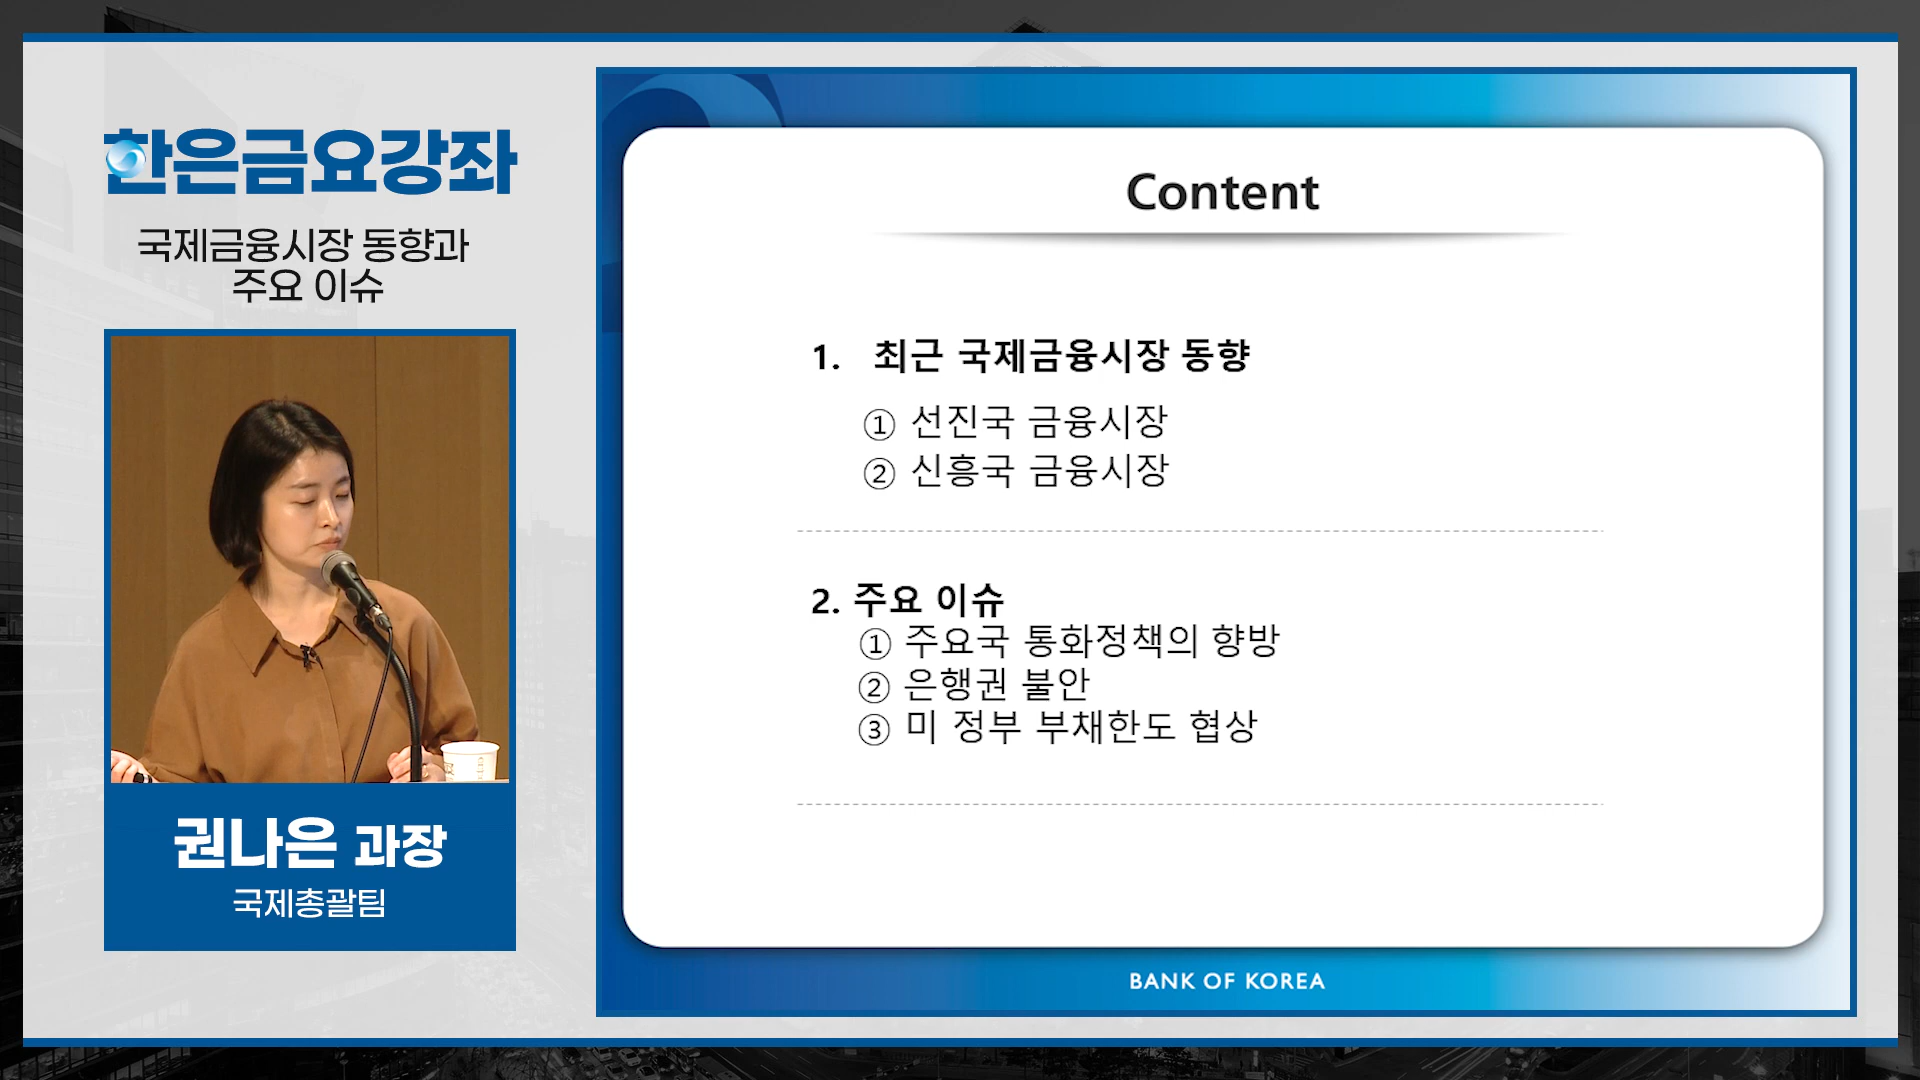 한은금요강좌
국제금융시장 동향과
주요 이슈
권나은 과장
국제총괄팀
Content
1. 최근 국제금융시장 동향
① 선진국 금융시장
② 신흥국 금융시장
2. 주요 이슈
① 주요국 통화정책의 향방
② 은행권 불안
③ 미 정부 부채한도 협상
BANK OF KOREA